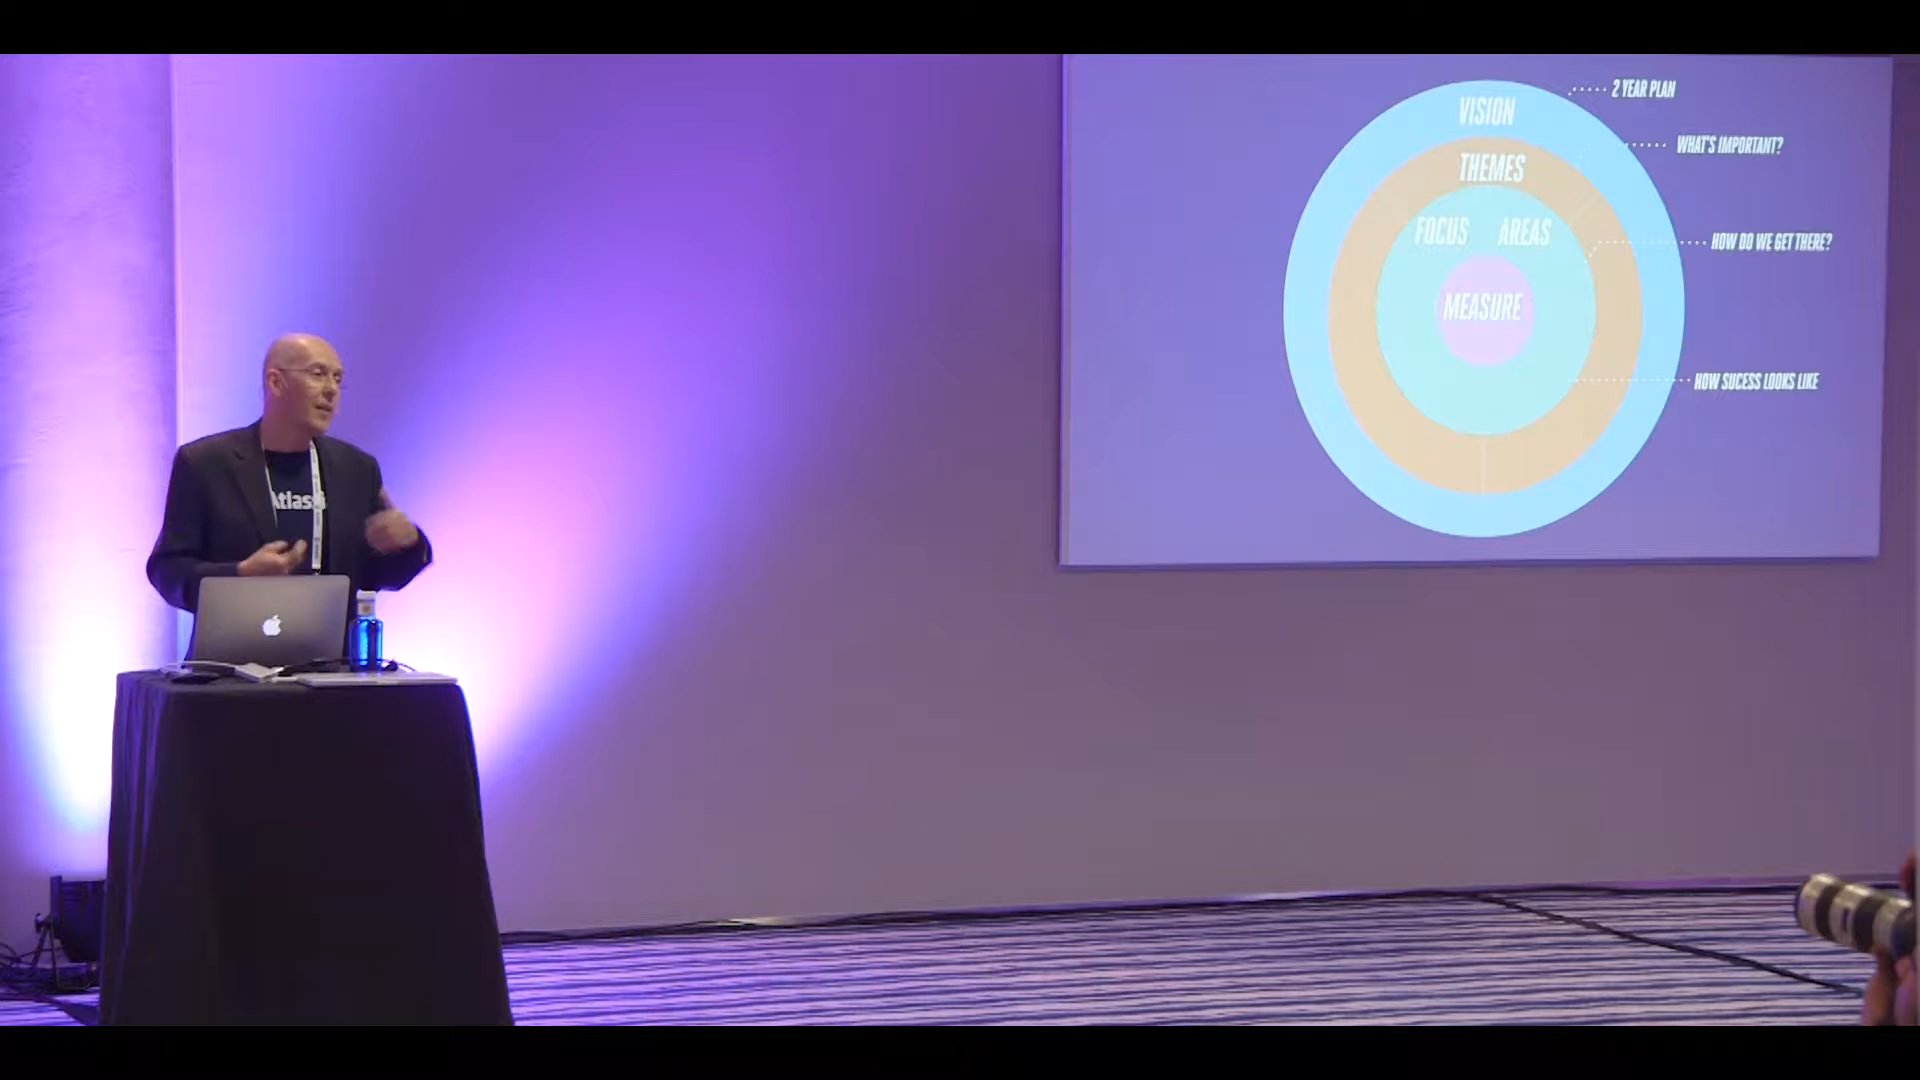 VISION
2 YEAR PLAN
THEMES
WHAT'S IMPORTANT?
FOCUS AREAS
HOW DO WE GET THERE?
MEASURE
HOW SUCESS LOOKS LIKE